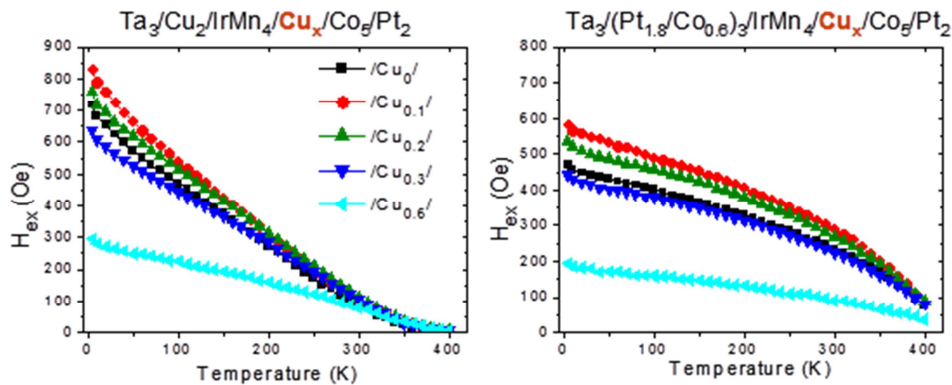 Ta3/Cu2/IrMn4/Cux/Co5/Pt2
900
800
700
600
500
400
300
200
100
0
Hex (Oe)
/Cu0/
/Cu0.1/
/Cu0.2/
/Cu0.3/
/Cu0.6/
0 100 200 300 400
Temperature (K)
Ta3/(Pt1.8/Co0.6)3/IrMn4/Cux/Co5/Pt2
800
700
600
500
400
300
200
100
0
Hex (Oe)
0 100 200 300 400
Temperature (K)